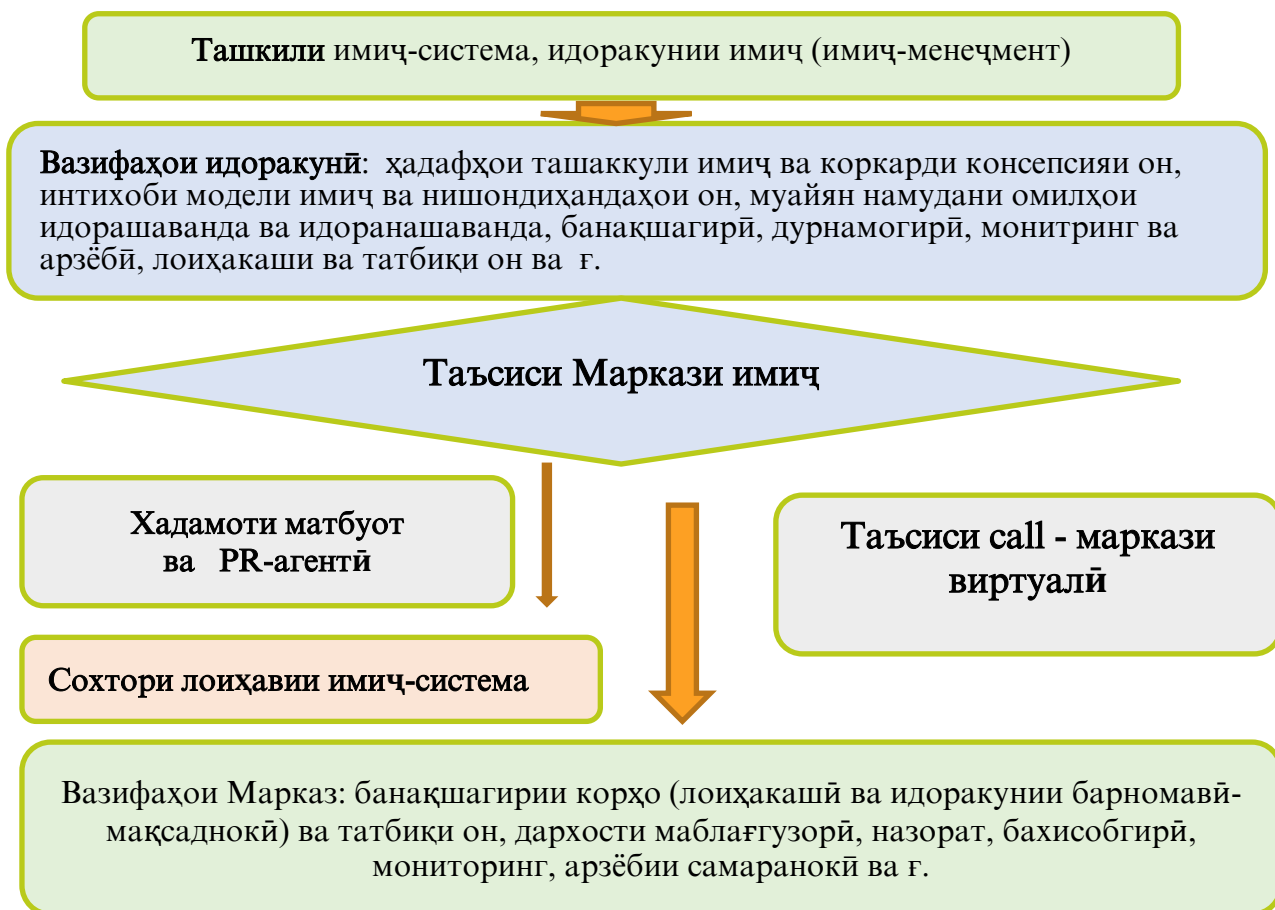 Ташкили имиҷ-система, идоракунии имиҷ (имиҷ-менеҷмент)
Вазифаҳои идоракунӣ: ҳадафҳои ташаккули имиҷ ва коркарди консепсияи он,
интихоби модели имиҷ ва нишондиҳандаҳои он, муайян намудани омилҳои
идорашаванда ва идоранашаванда, банақшагирӣ, дурнамогирӣ, монитринг ва
арзёбӣ, лоиҳакаши ва татбиқи он ва ғ.
Таъсиси Маркази имиҷ
Хадамоти матбуот
ва PR-агентӣ
Таъсиси call - маркази
виртуалӣ
Сохтори лоиҳавии имиҷ-система
Вазифаҳои Марказ: банақшагирии корҳо (лоиҳакашӣ ва идоракунии барномавӣ-
мақсаднокӣ) ва татбиқи он, дархости маблағгузорӣ, назорат, бахисобгирӣ,
мониторинг, арзёбии самаранокӣ ва ғ.